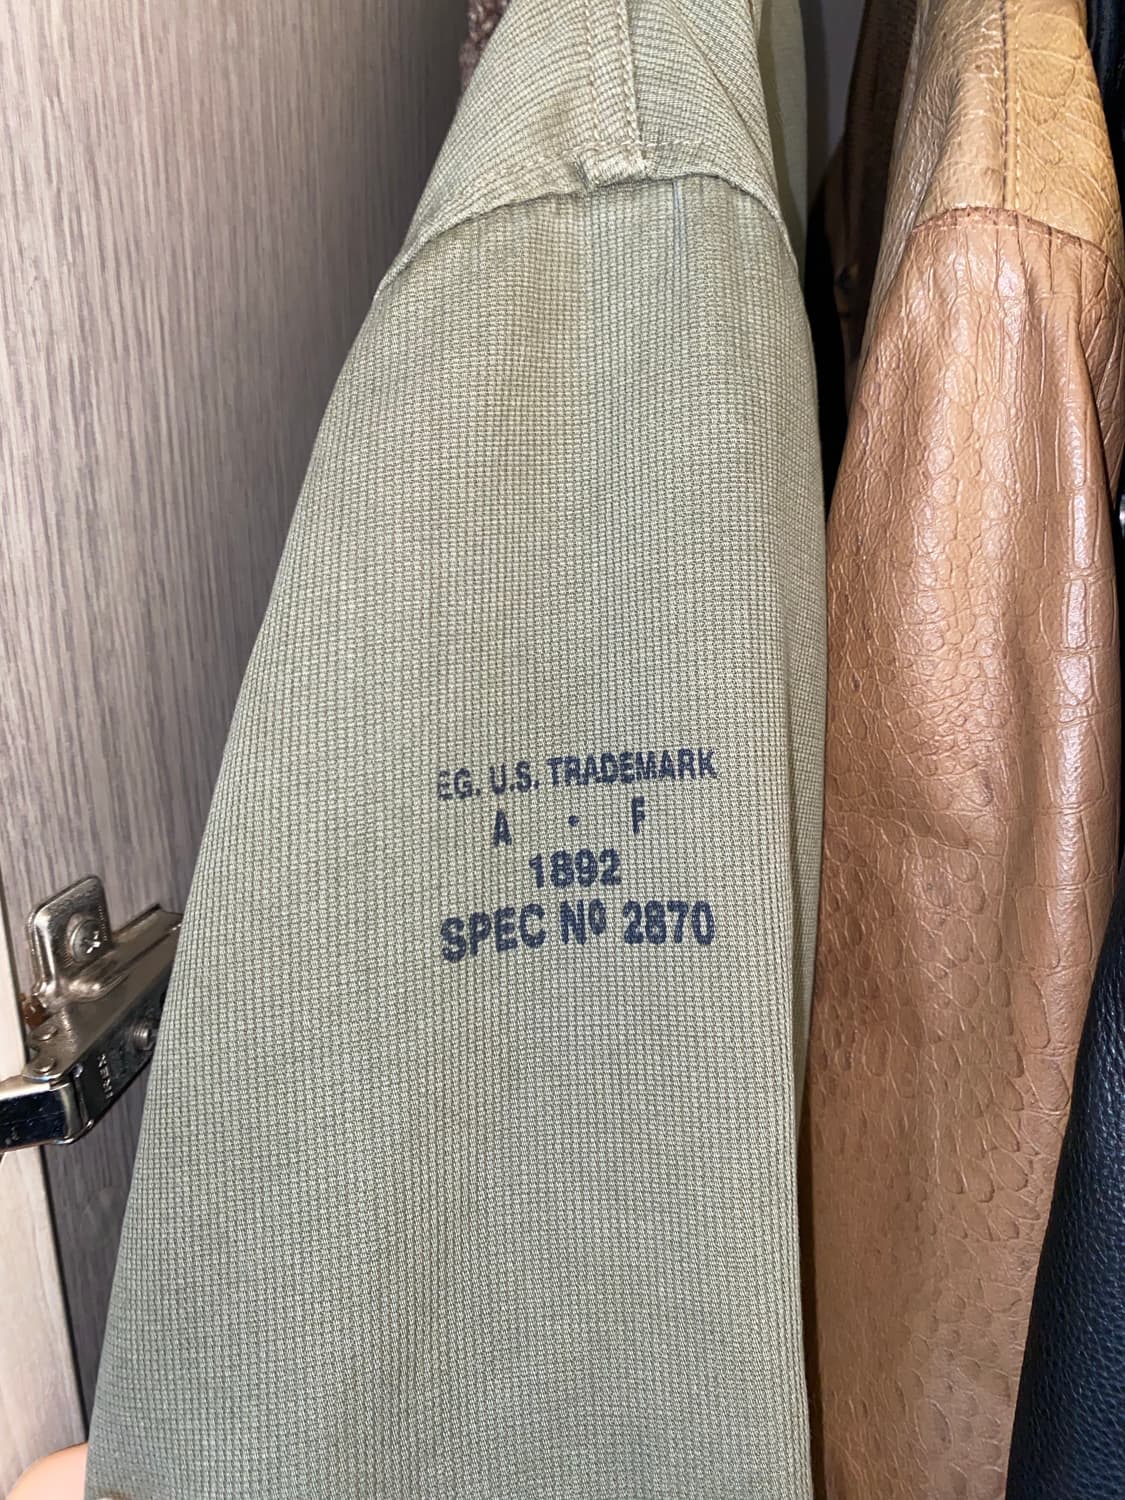 EG. U.S. TRADEMARK
A · F
1892
SPEC Nº 2870